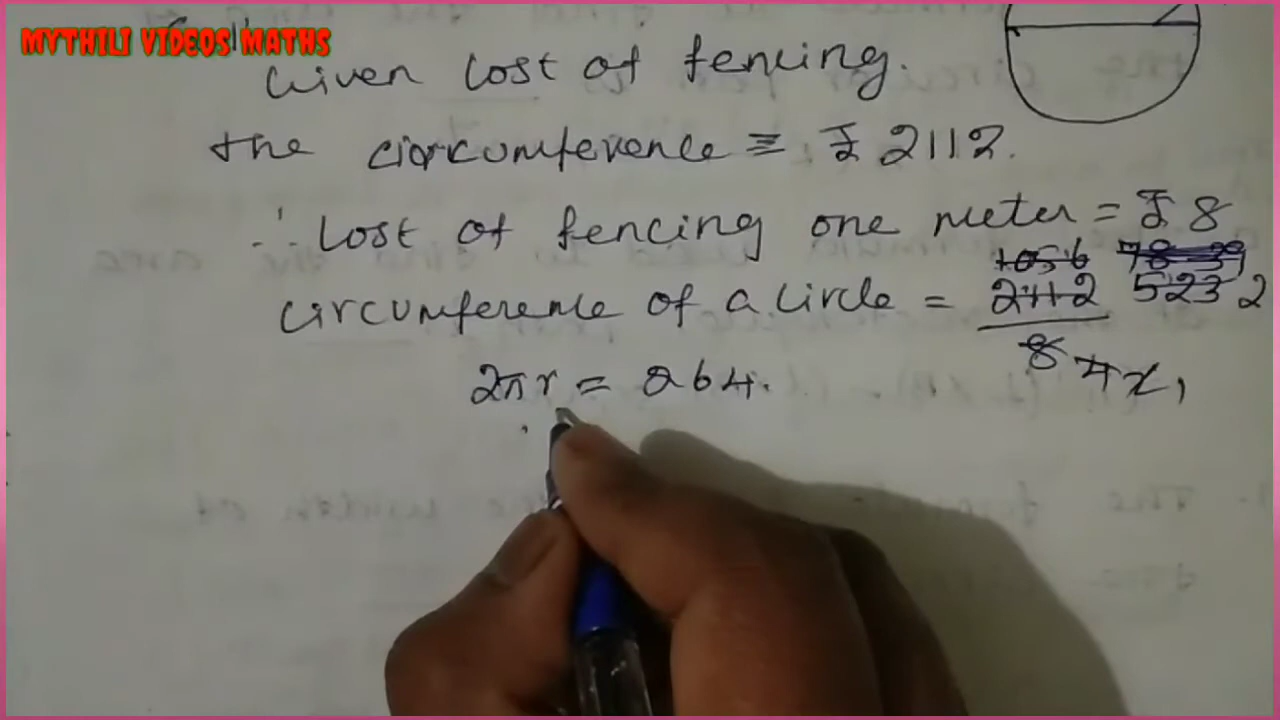 MYTHILI VIDEOS MATHS
Given Cost of fencing.
the circumference = ₹ 2112.
∴ Cost of fencing one meter = ₹ 8
1056
circumference of a circle = 2112 / 8
2πr = 264.